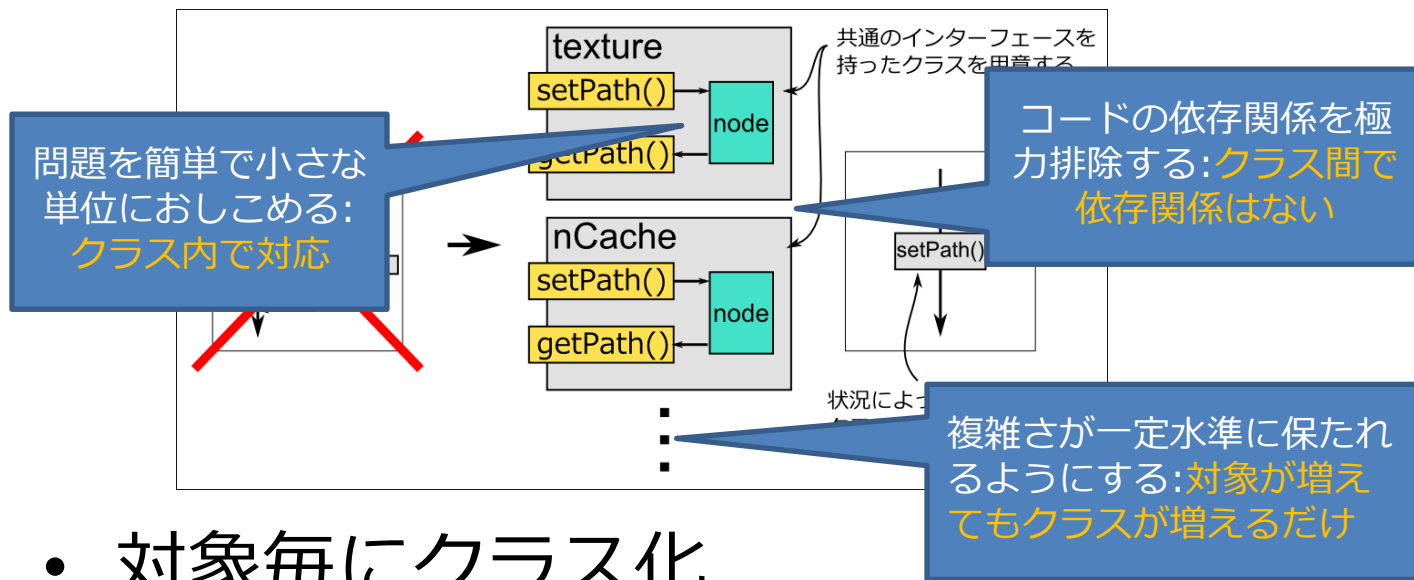 texture
setPath()
node
getPath()
共通のインターフェースを
持ったクラスを用意する
問題を簡単で小さな
単位におしこめる:
クラス内で対応
コードの依存関係を極
力排除する:クラス間で
依存関係はない
nCache
setPath()
node
getPath()
setPath()
状況によっ
複雑さが一定水準に保たれ
るようにする:対象が増え
てもクラスが増えるだけ
• 対象毎にクラス化